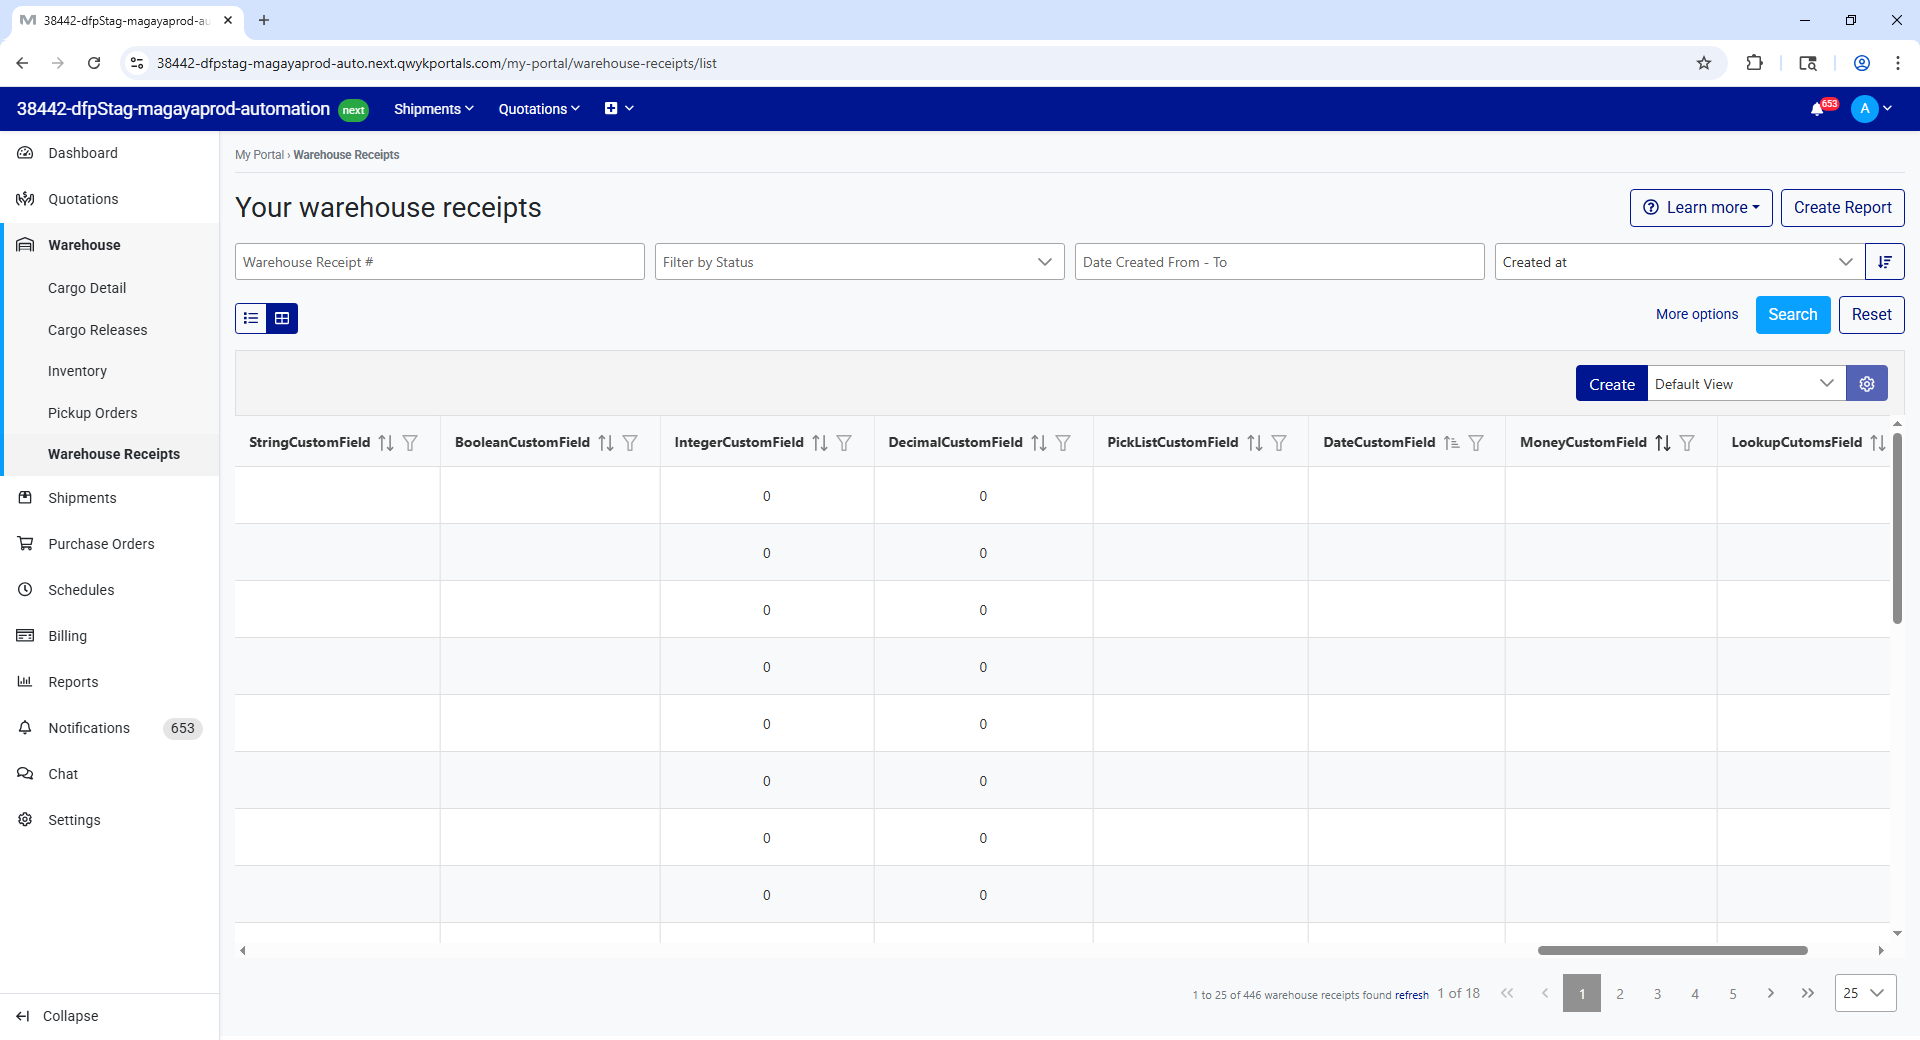 38442-dfpStag-magayaprod-au
38442-dfpstag-magayaprod-auto.next.qwykportals.com/my-portal/warehouse-receipts/list
38442-dfpStag-magayaprod-automation next Shipments Quotations 653 A
Dashboard
Quotations
Warehouse
Cargo Detail
Cargo Releases
Inventory
Pickup Orders
Warehouse Receipts
Shipments
Purchase Orders
Schedules
Billing
Reports
Notifications 653
Chat
Settings
Collapse
My Portal › Warehouse Receipts
Your warehouse receipts
Learn more Create Report
Warehouse Receipt # Filter by Status Date Created From - To Created at
More options Search Reset
Create Default View
StringCustomField BooleanCustomField IntegerCustomField DecimalCustomField PickListCustomField DateCustomField MoneyCustomField LookupCutomsField
0 0
0 0
0 0
0 0
0 0
0 0
0 0
0 0
1 to 25 of 446 warehouse receipts found refresh 1 of 18 1 2 3 4 5 25